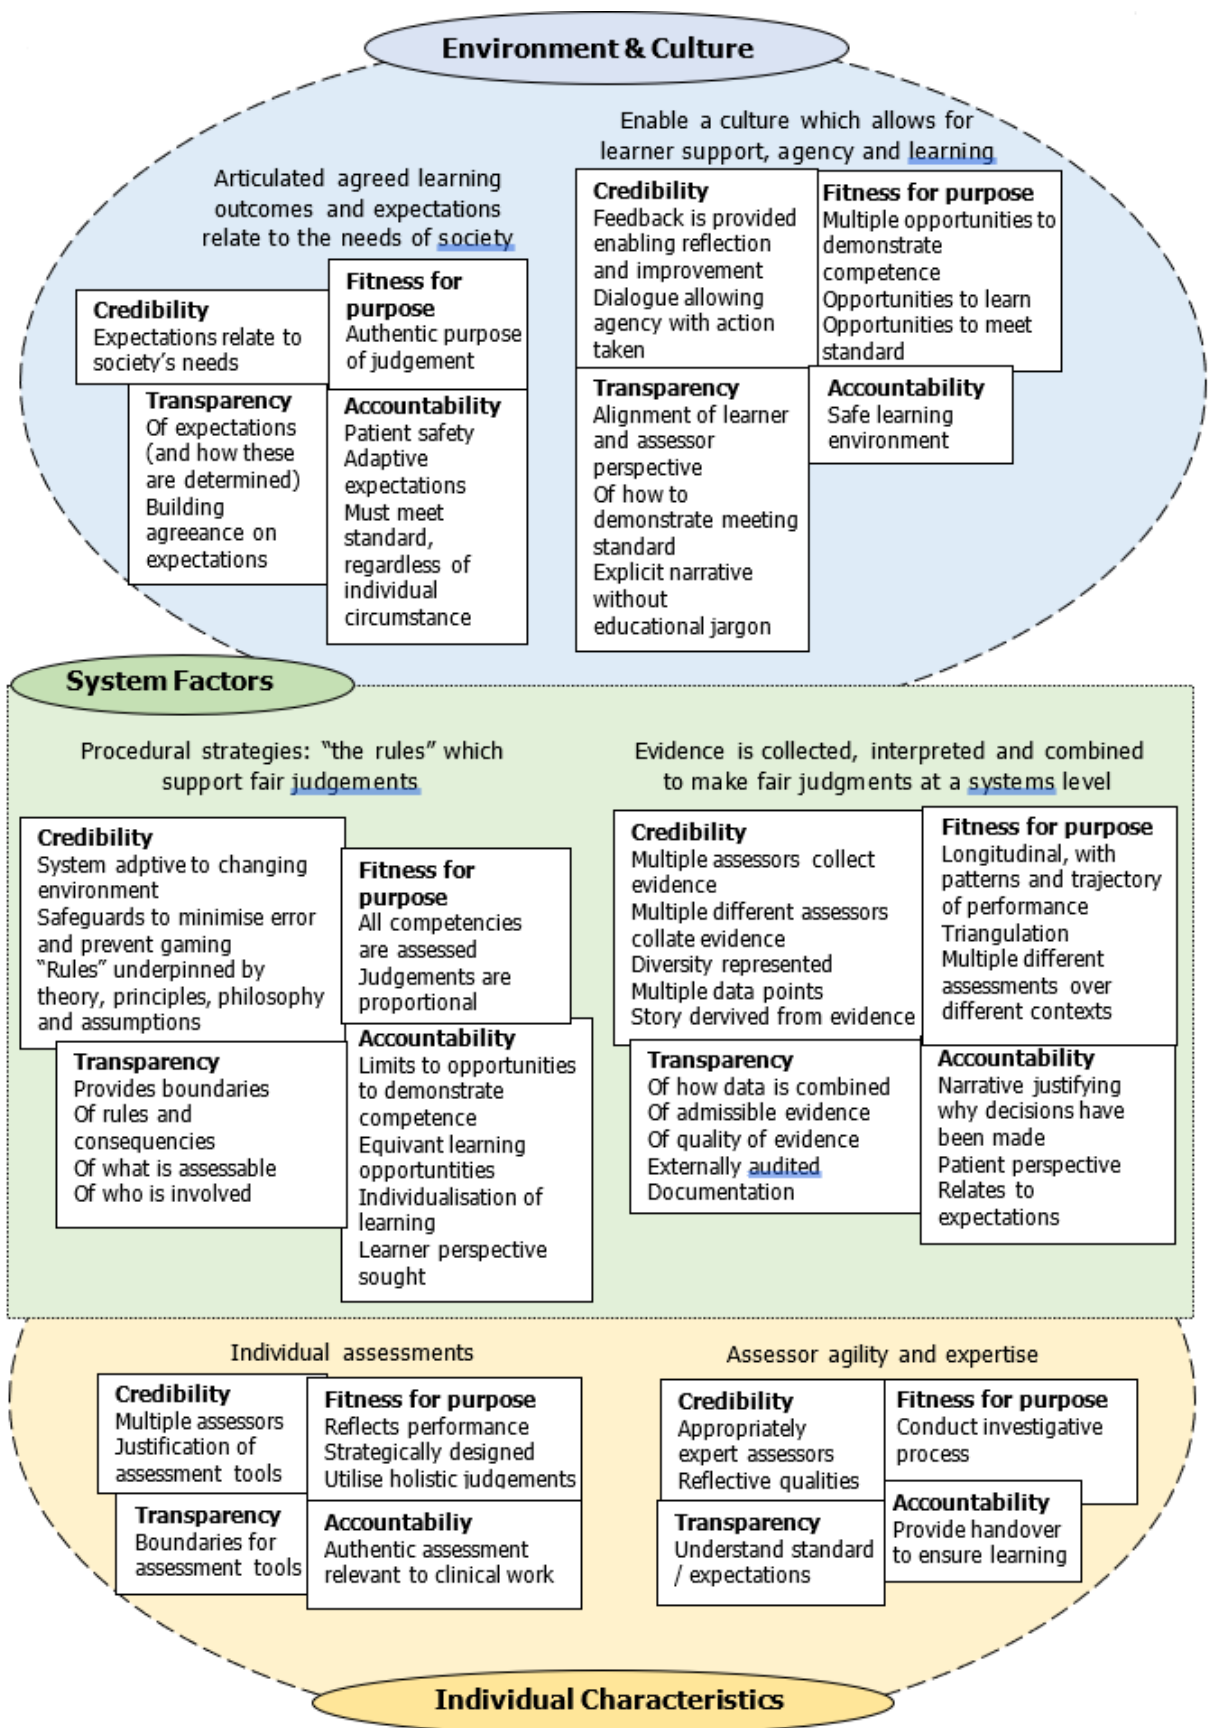 Environment & Culture
Articulated agreed learning
outcomes and expectations
relate to the needs of society
Credibility
Expectations relate to
society's needs
Fitness for
purpose
Authentic purpose
of judgement
Transparency
Of expectations
(and how these
are determined)
Building
agreeance on
expectations
Accountability
Patient safety
Adaptive
expectations
Must meet
standard,
regardless of
individual
circumstance
Enable a culture which allows for
learner support, agency and learning
Credibility
Feedback is provided
enabling reflection
and improvement
Dialogue allowing
agency with action
taken
Fitness for purpose
Multiple opportunities to
demonstrate
competence
Opportunities to learn
Opportunities to meet
standard
Transparency
Alignment of learner
and assessor
perspective
Of how to
demonstrate meeting
standard
Explicit narrative
without
educational jargon
Accountability
Safe learning
environment
System Factors
Procedural strategies: "the rules" which
support fair judgements
Credibility
System adptive to changing
environment
Safeguards to minimise error
and prevent gaming
"Rules" underpinned by
theory, principles, philosophy
and assumptions
Fitness for
purpose
All competencies
are assessed
Judgements are
proportional
Transparency
Provides boundaries
Of rules and
consequencies
Of what is assessable
Of who is involved
Accountability
Limits to opportunities
to demonstrate
competence
Equivant learning
opportuntities
Individualisation of
learning
Learner perspective
sought
Evidence is collected, interpreted and combined
to make fair judgments at a systems level
Credibility
Multiple assessors collect
evidence
Multiple different assessors
collate evidence
Diversity represented
Multiple data points
Story dervived from evidence
Fitness for purpose
Longitudinal, with
patterns and trajectory
of performance
Triangulation
Multiple different
assessments over
different contexts
Transparency
Of how data is combined
Of admissible evidence
Of quality of evidence
Externally audited
Documentation
Accountability
Narrative justifying
why decisions have
been made
Patient perspective
Relates to
expectations
Individual assessments
Credibility
Multiple assessors
Justification of
assessment tools
Fitness for purpose
Reflects performance
Strategically designed
Utilise holistic judgements
Transparency
Boundaries for
assessment tools
Accountabiliy
Authentic assessment
relevant to clinical work
Assessor agility and expertise
Credibility
Appropriately
expert assessors
Reflective qualities
Fitness for purpose
Conduct investigative
process
Transparency
Understand standard
/ expectations
Accountability
Provide handover
to ensure learning
Individual Characteristics